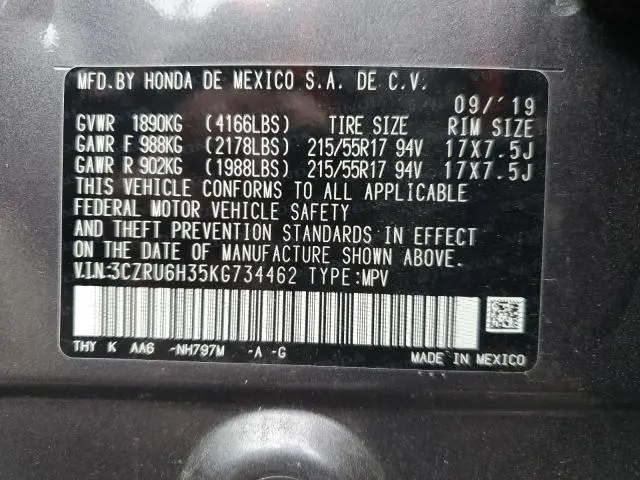 MFD.BY HONDA DE MEXICO S.A. DE C.V.
09/'19
GVWR 1890KG (4166LBS) TIRE SIZE RIM SIZE
GAWR F 988KG (2178LBS) 215/55R17 94V 17X7.5J
GAWR R 902KG (1988LBS) 215/55R17 94V 17X7.5J
THIS VEHICLE CONFORMS TO ALL APPLICABLE
FEDERAL MOTOR VEHICLE SAFETY
AND THEFT PREVENTION STANDARDS IN EFFECT
ON THE DATE OF MANUFACTURE SHOWN ABOVE.
V.I.N:3CZRU6H35KG734462 TYPE:MPV
THY K AA6 -NH797M -A -G
MADE IN MEXICO